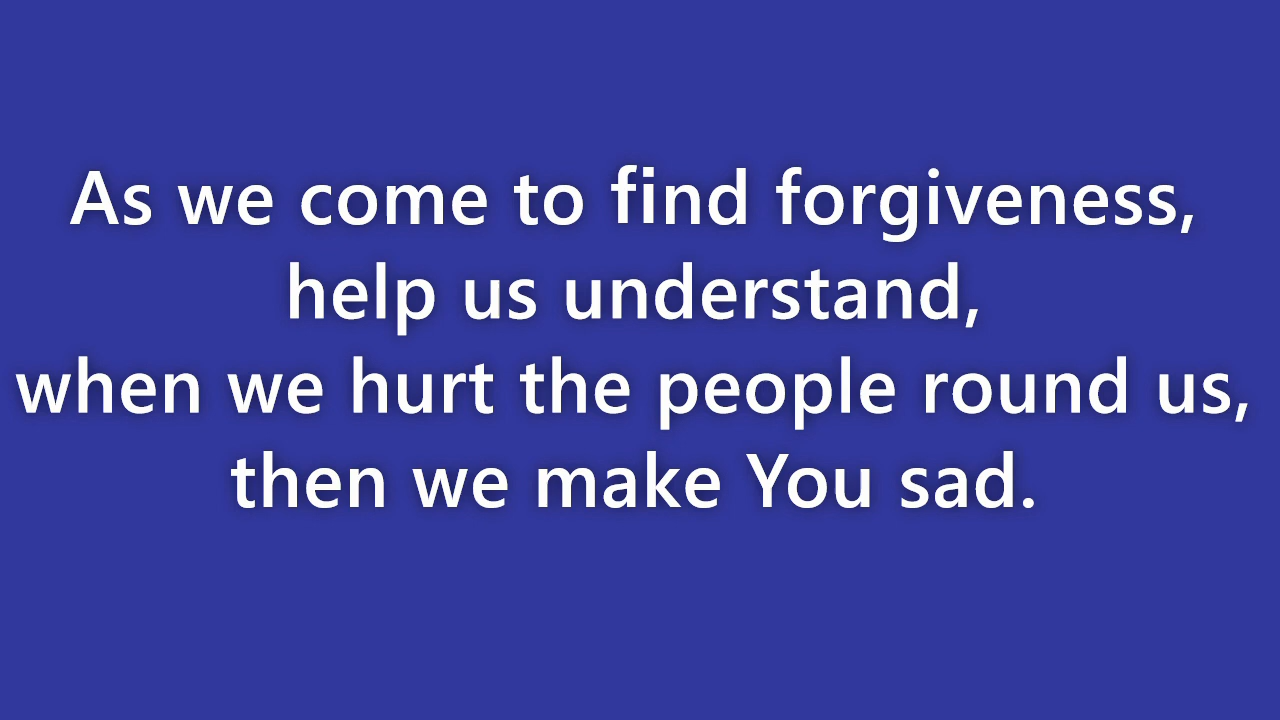 As we come to find forgiveness,
help us understand,
when we hurt the people round us,
then we make You sad.